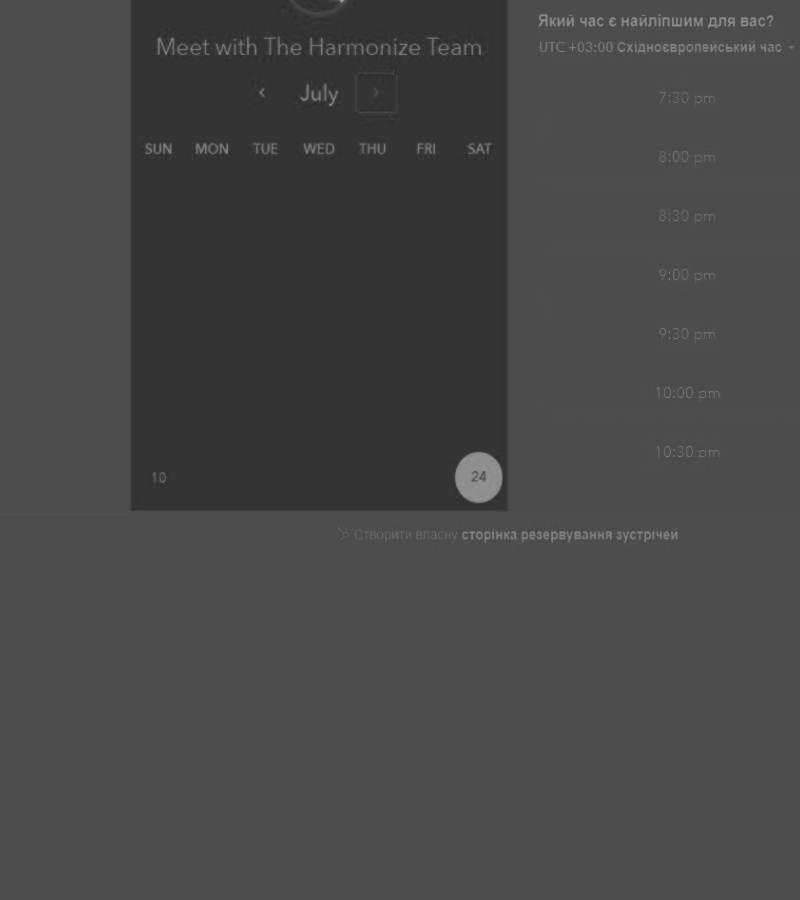 Meet with The Harmonize Team
July
SUN MON TUE WED THU FRI SAT
10 24
Який час є найліпшим для вас?
UTC +03:00 Східноєвропейський час
7:30 pm
8:00 pm
8:30 pm
9:00 pm
9:30 pm
10:00 pm
10:30 pm
Створити власну сторінка резервування зустрічей